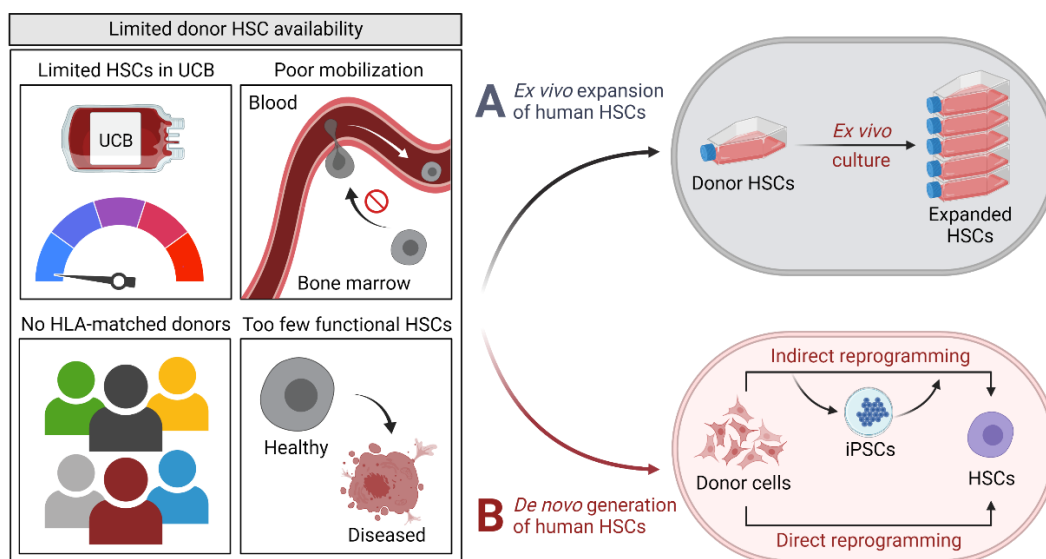 Limited donor HSC availability
Limited HSCs in UCB
UCB
Poor mobilization
Blood
Bone marrow
No HLA-matched donors
Too few functional HSCs
Healthy
Diseased
A
Ex vivo expansion
of human HSCs
Donor HSCs
Ex vivo
culture
Expanded
HSCs
B
De novo generation
of human HSCs
Indirect reprogramming
iPSCs
Donor cells
HSCs
Direct reprogramming